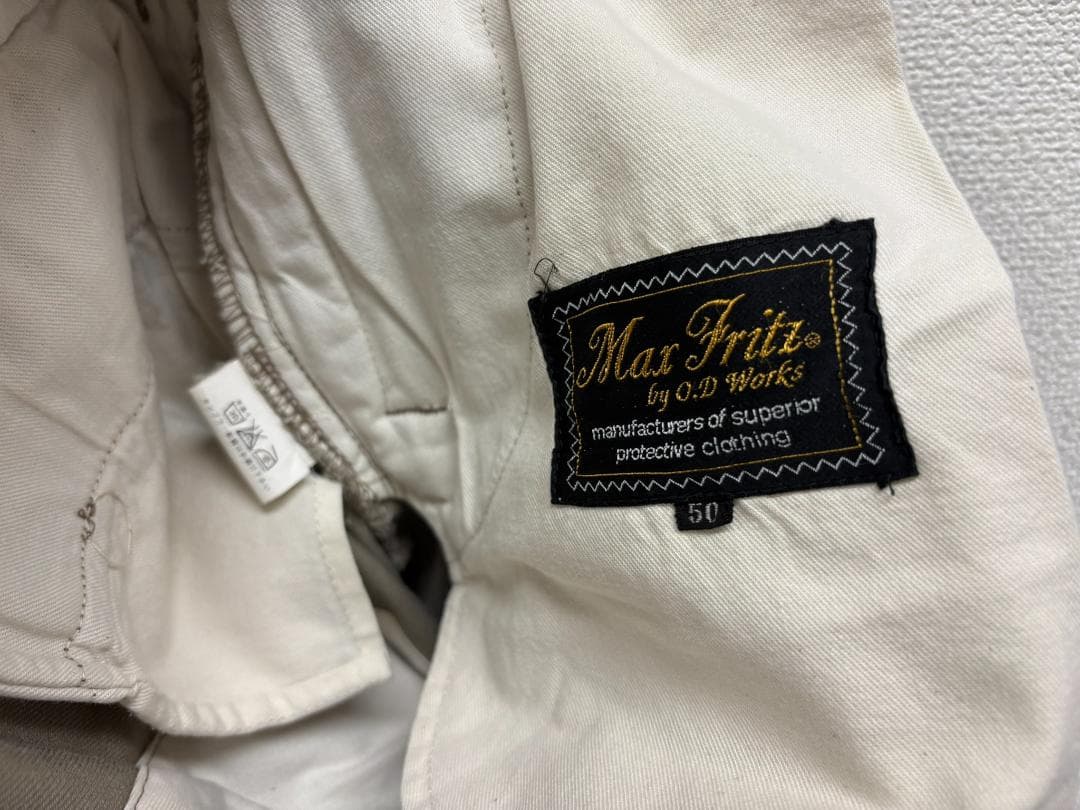 Max Fritz®
by O.D Works
manufacturers of superior
protective clothing
50